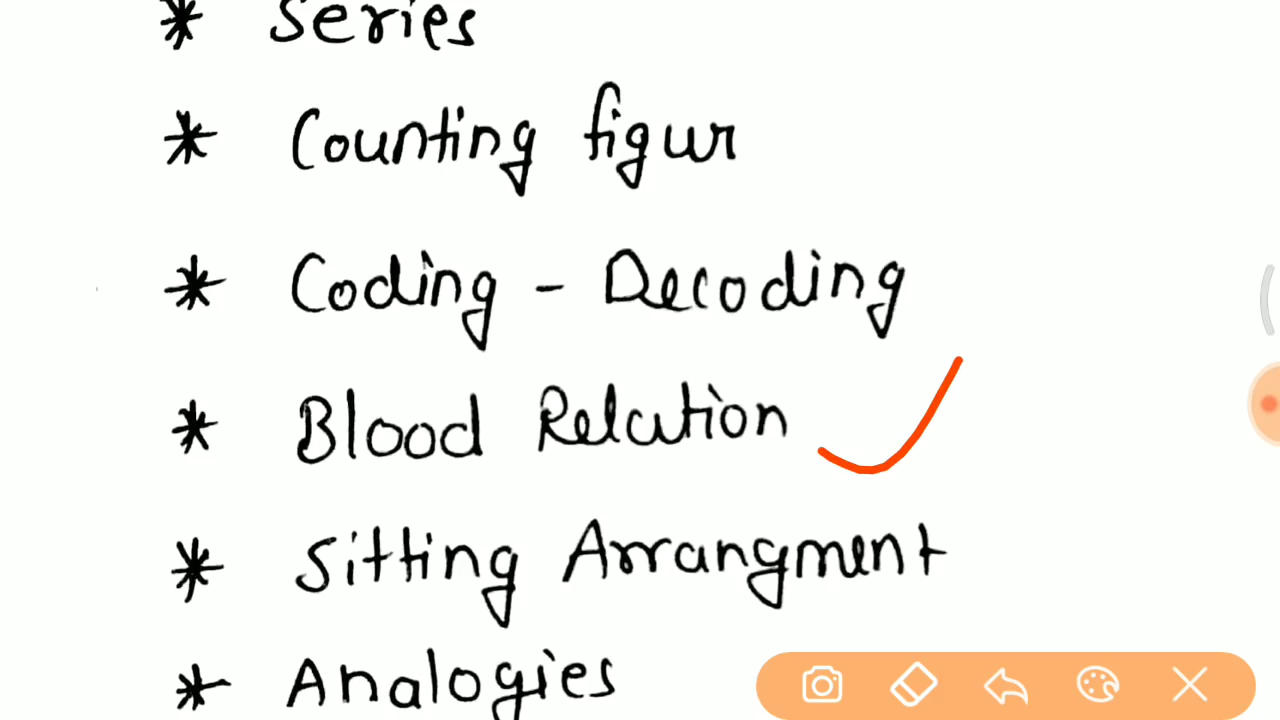 * Series
* Counting figur
* Coding - Decoding
* Blood Relation
* Sitting Arrangment
* Analogies